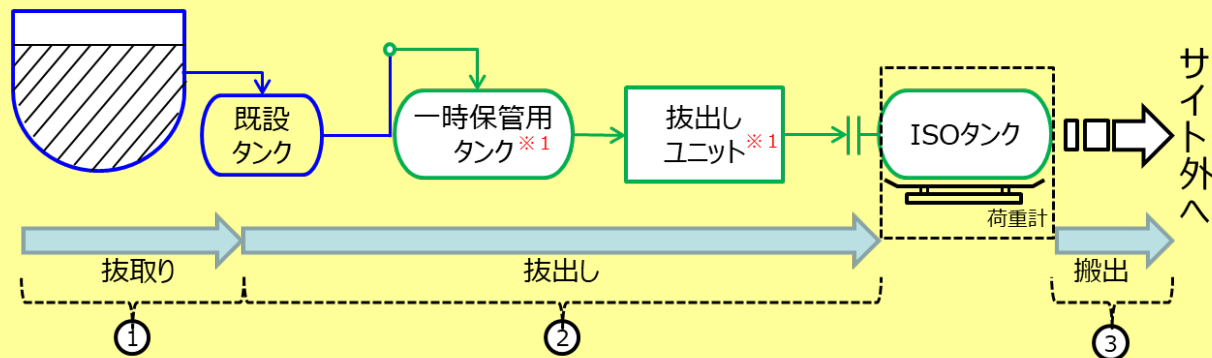 既設
タンク
一時保管用
タンク※1
抜出し
ユニット※1
ISOタンク
荷重計
サイト外へ
抜取り
抜出し
搬出
①
②
③